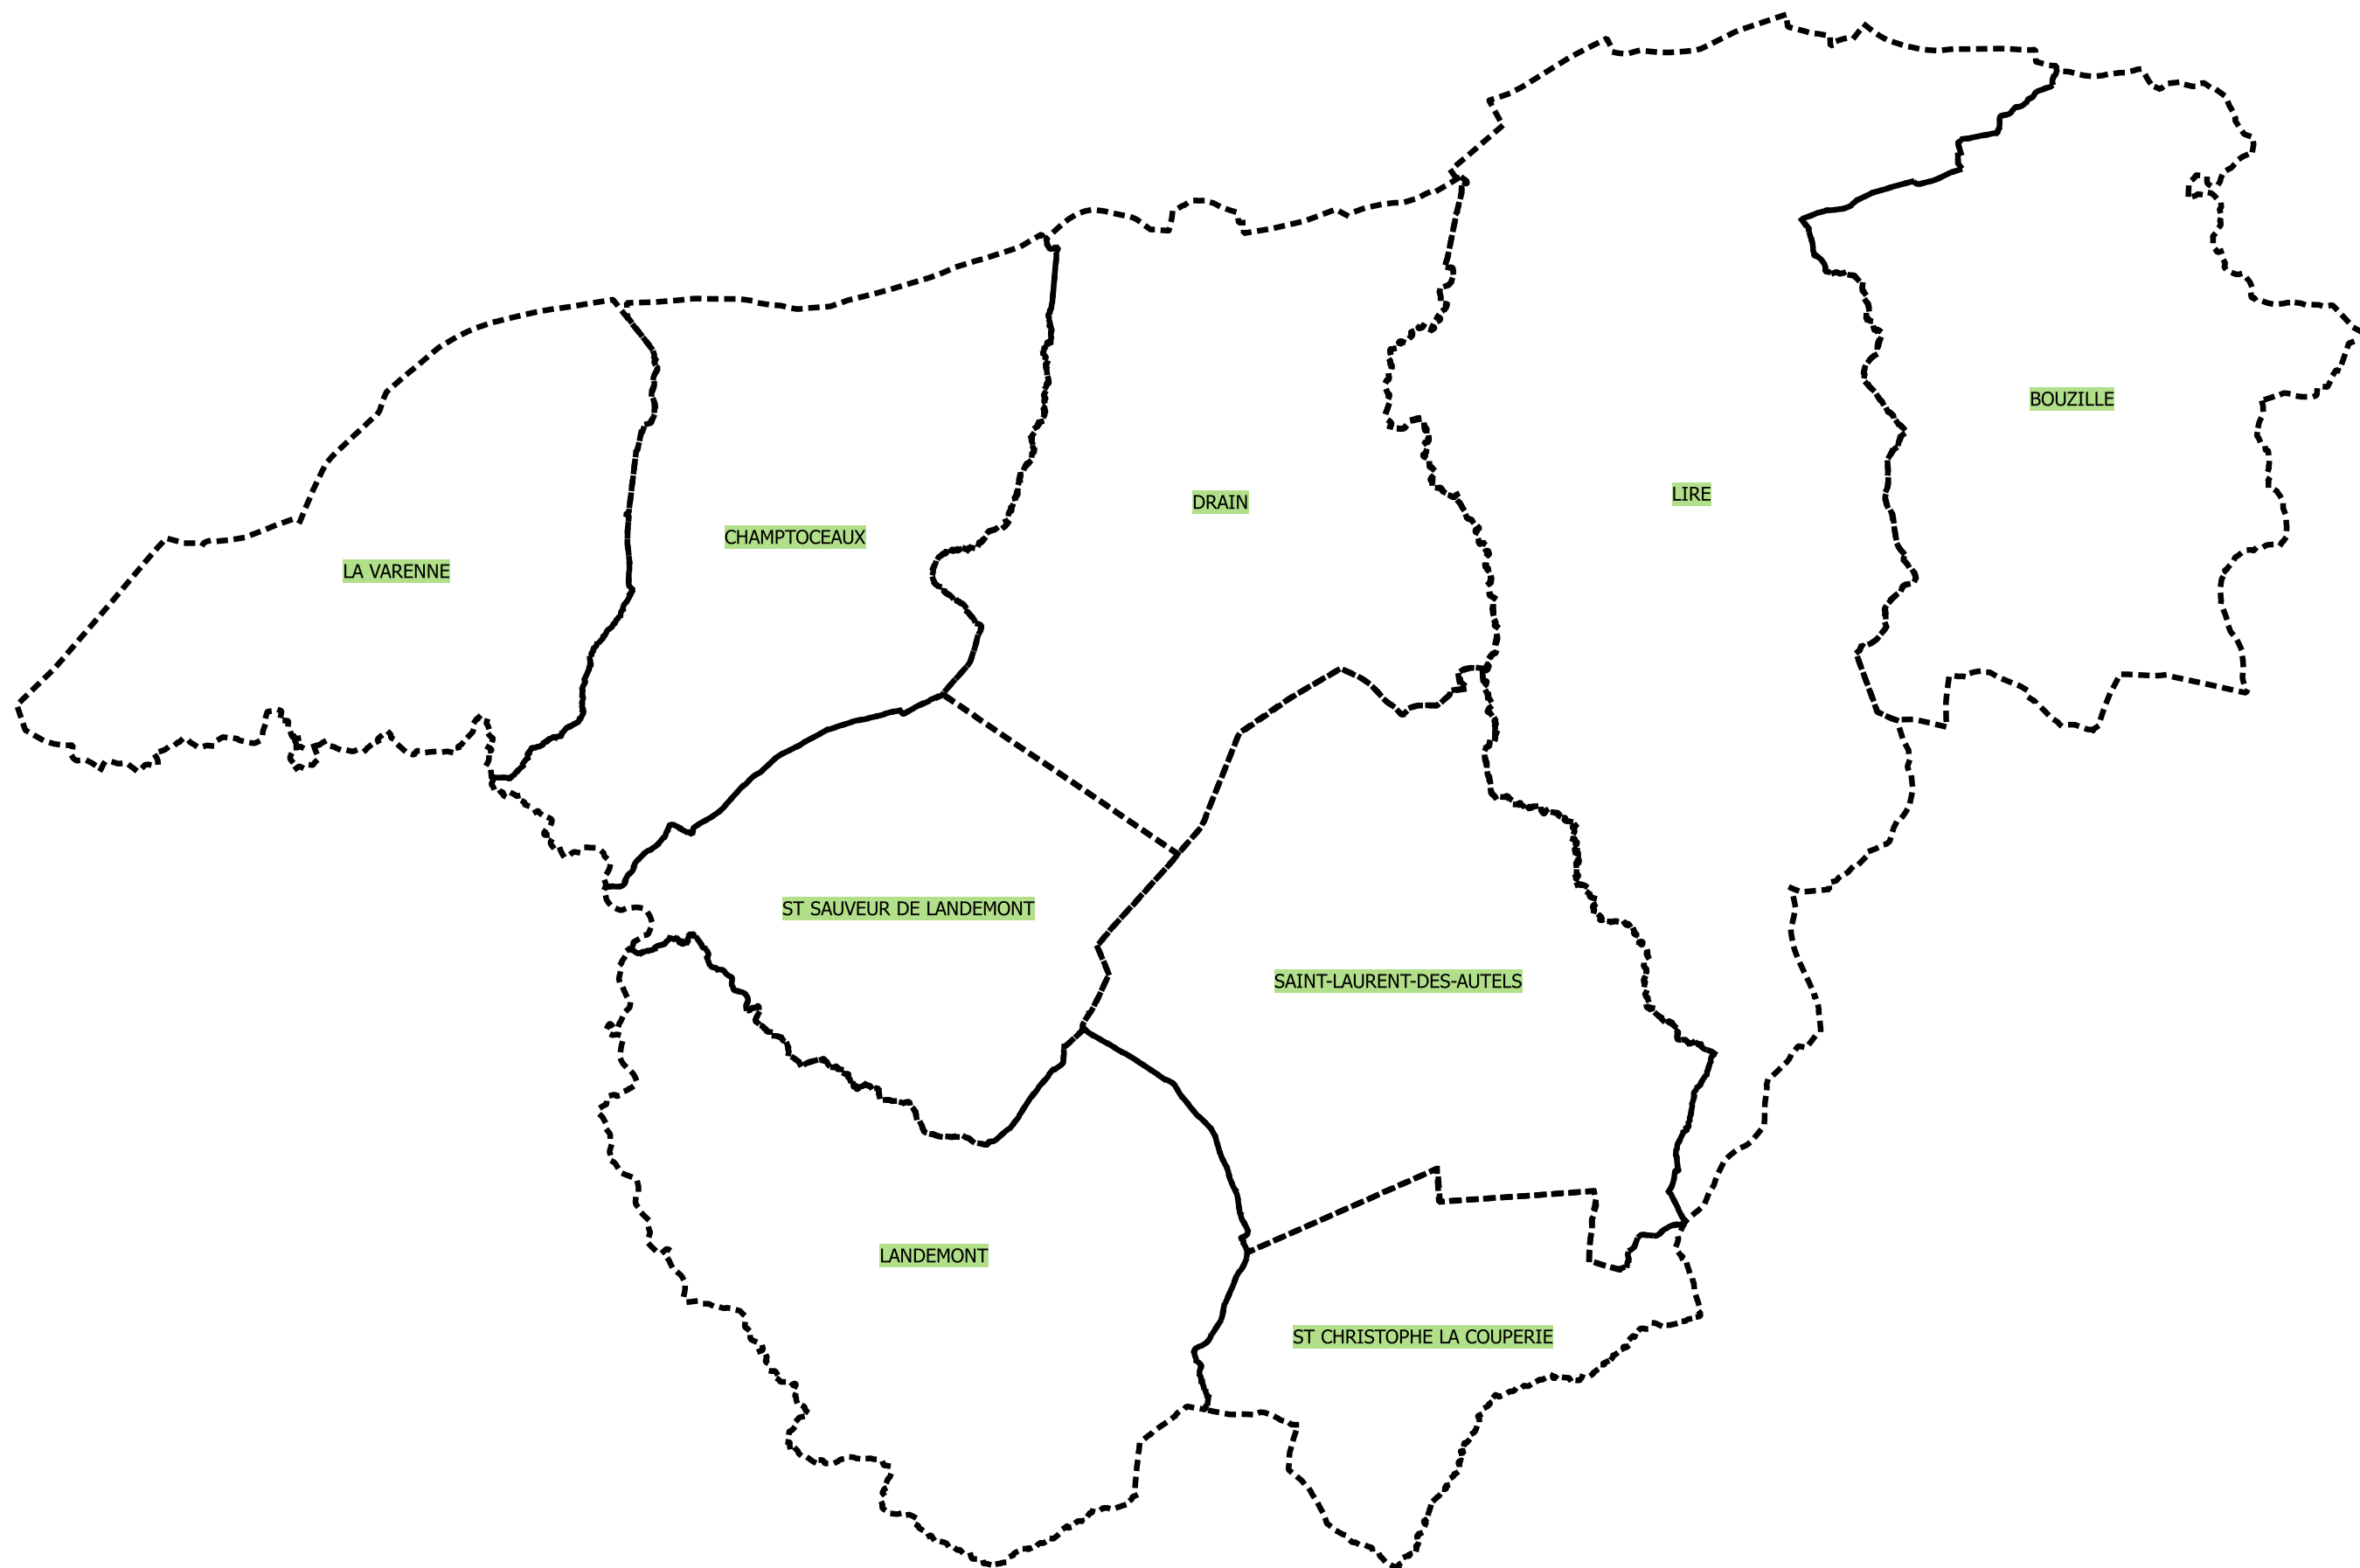 BOUZILLE
LIRE
DRAIN
CHAMPTOCEAUX
LA VARENNE
ST SAUVEUR DE LANDEMONT
SAINT-LAURENT-DES-AUTELS
LANDEMONT
ST CHRISTOPHE LA COUPERIE